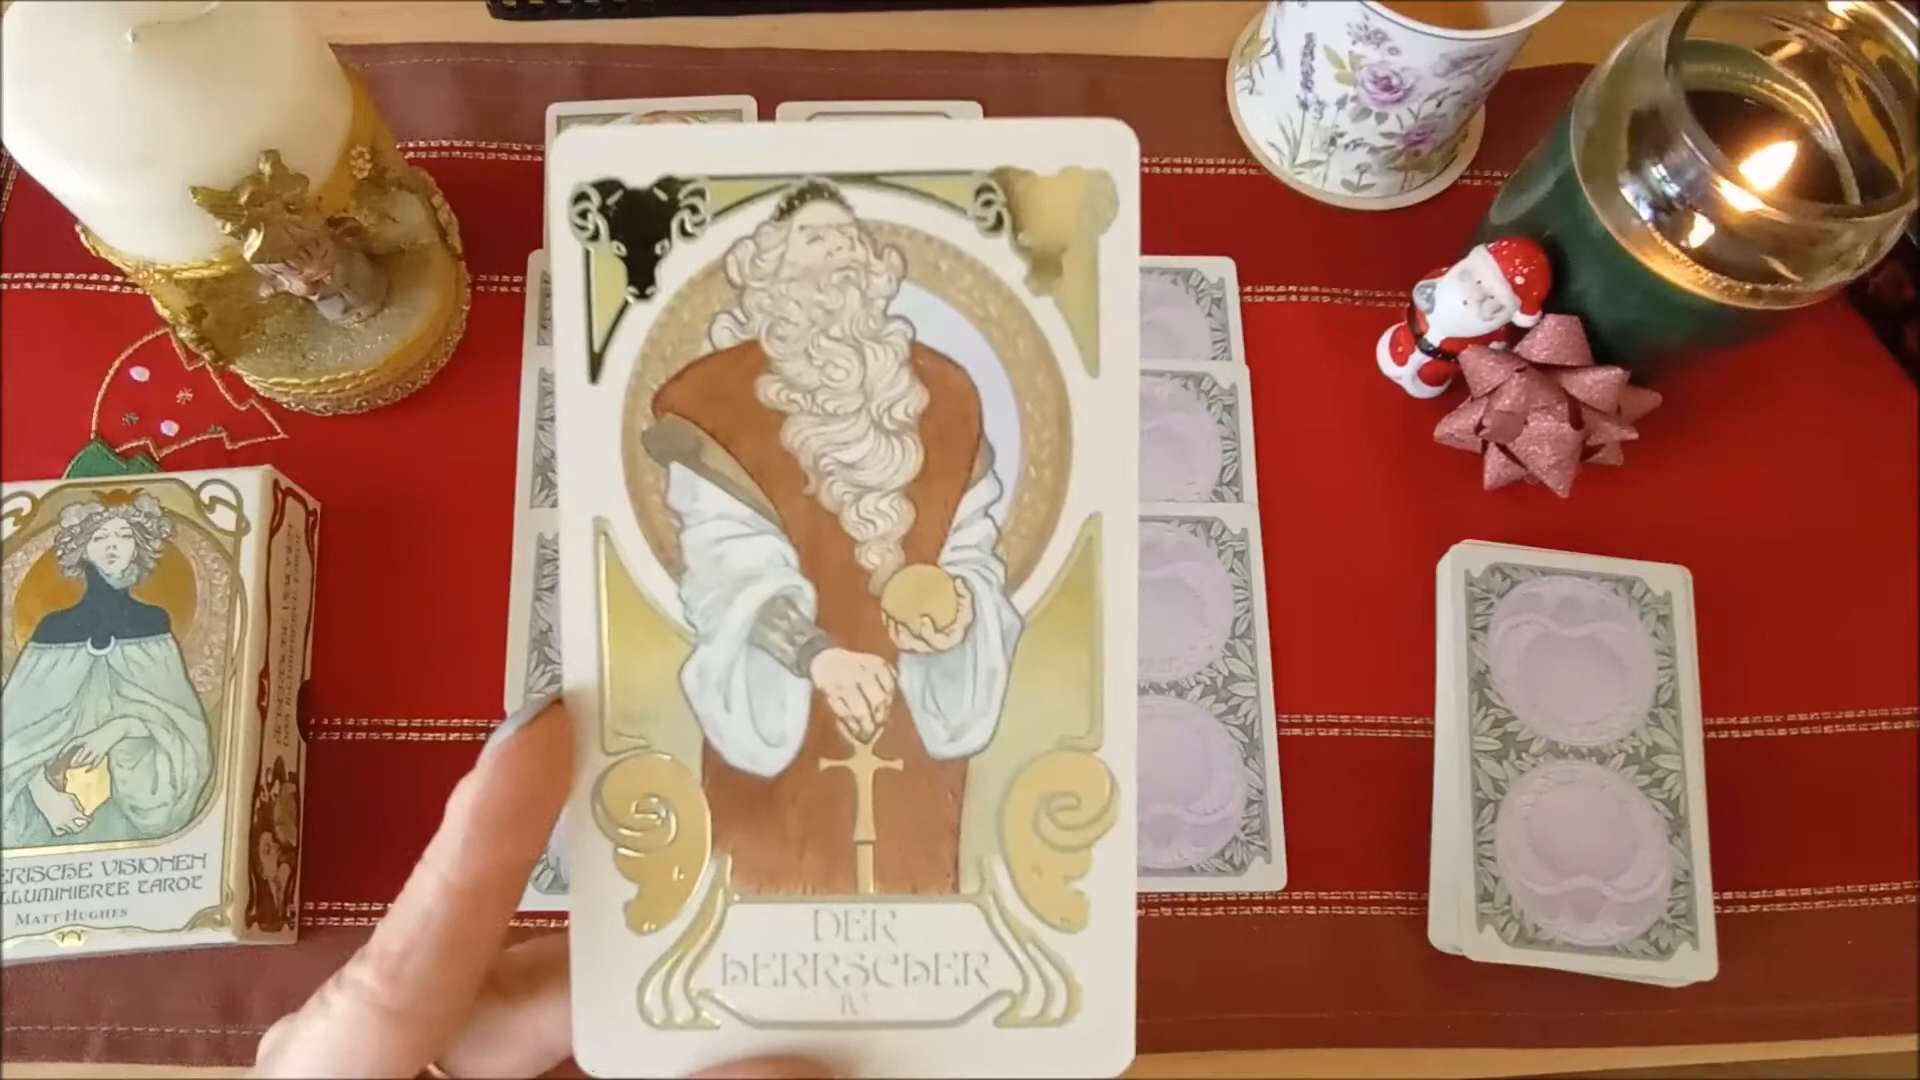 DER
HERRSCHER
IV
ERISCHE VISIONEN
LLUMINIERTE TAROT
MATT HUGHES